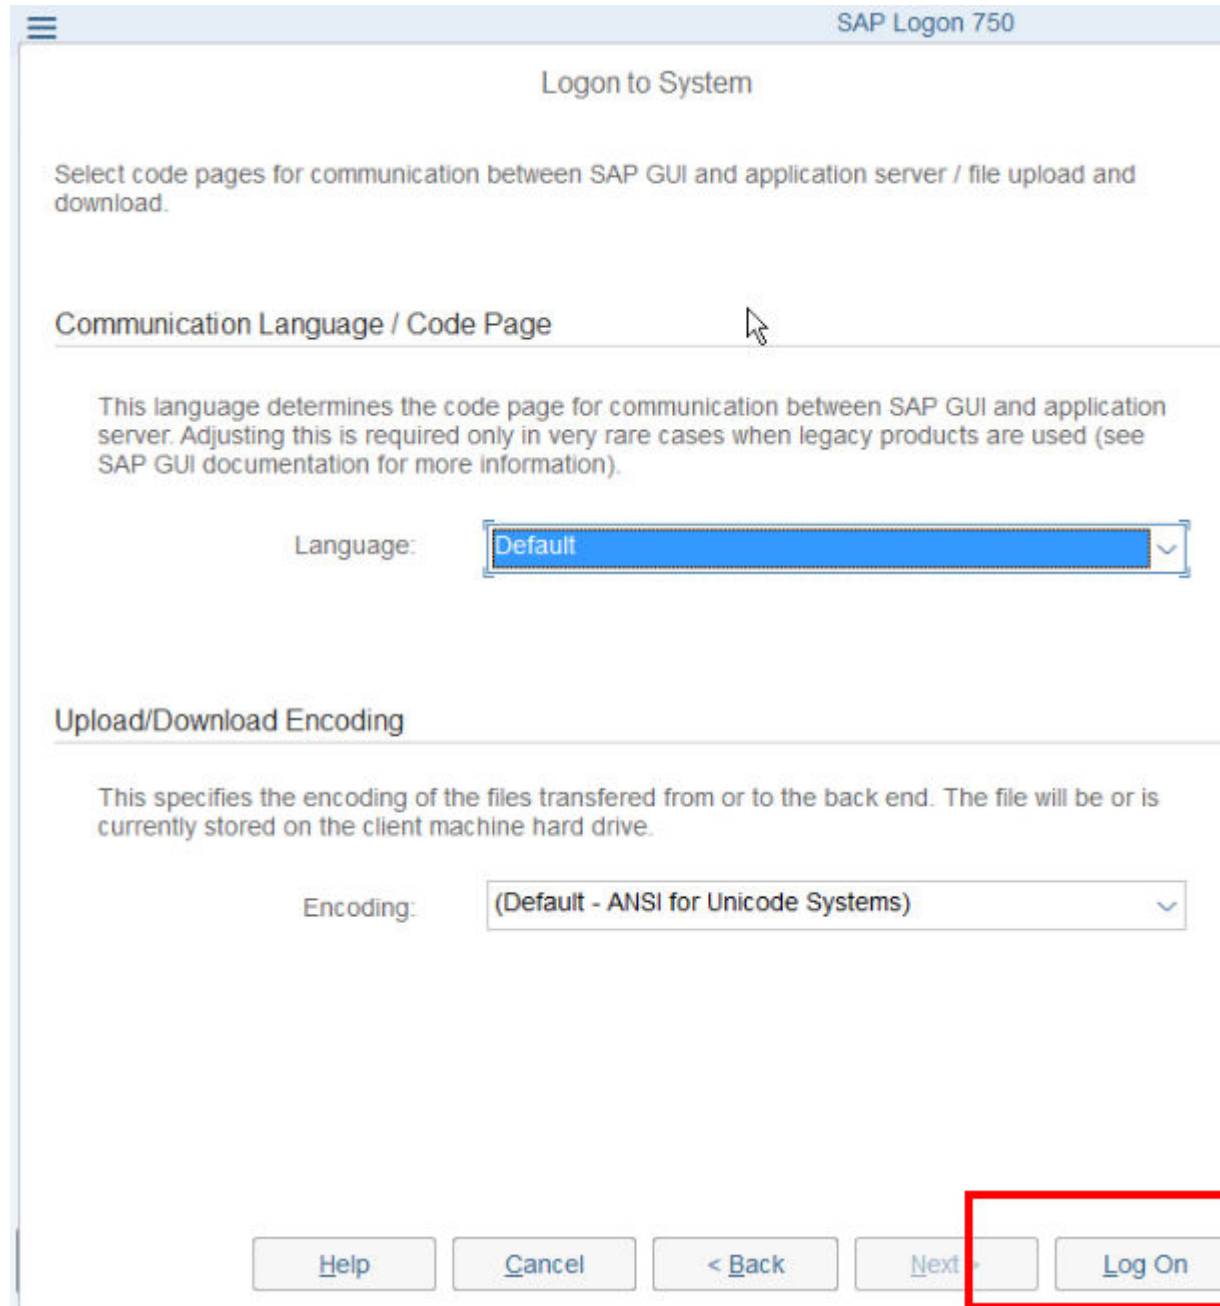 SAP Logon 750
Logon to System
Select code pages for communication between SAP GUI and application server / file upload and
download.
Communication Language / Code Page
This language determines the code page for communication between SAP GUI and application
server. Adjusting this is required only in very rare cases when legacy products are used (see
SAP GUI documentation for more information).
Language: Default
Upload/Download Encoding
This specifies the encoding of the files transfered from or to the back end. The file will be or is
currently stored on the client machine hard drive.
Encoding: (Default - ANSI for Unicode Systems)
Help Cancel < Back Next > Log On